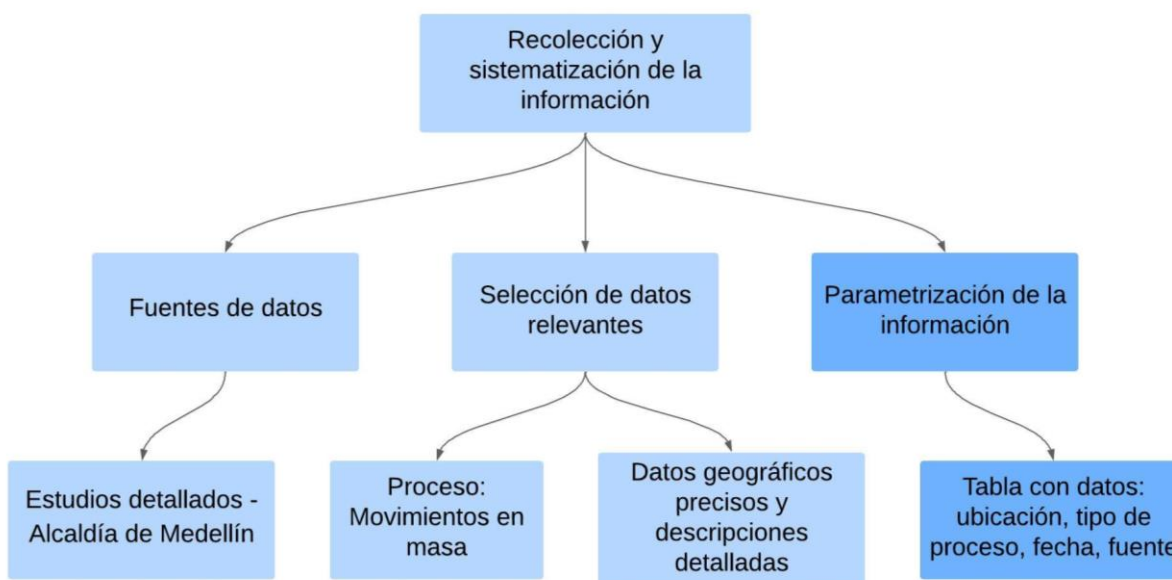 Recolección y
sistematización de la
información
Fuentes de datos
Selección de datos
relevantes
Parametrización de la
información
Estudios detallados -
Alcaldía de Medellín
Proceso:
Movimientos en
masa
Datos geográficos
precisos y
descripciones
detalladas
Tabla con datos:
ubicación, tipo de
proceso, fecha, fuente